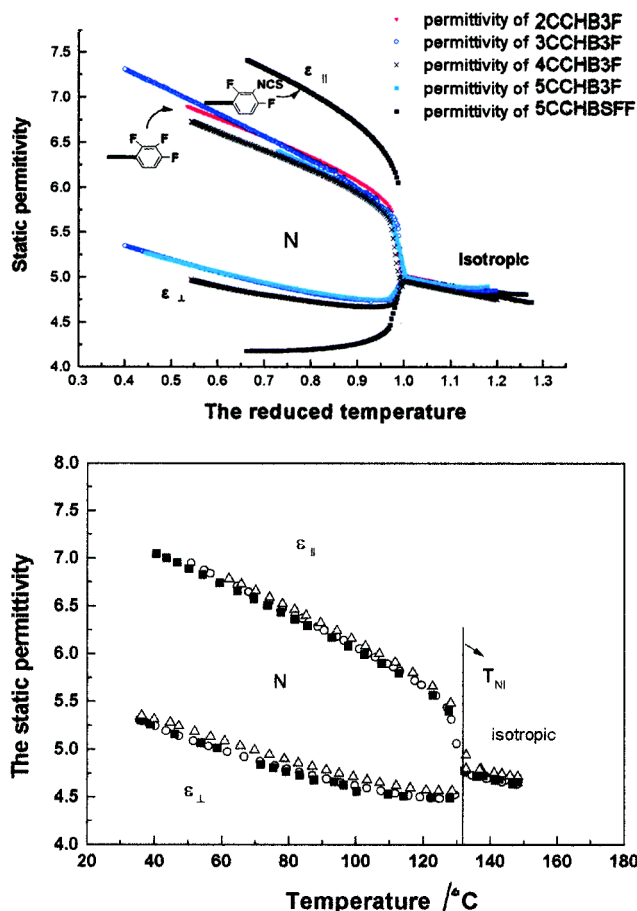 permittivity of 2CCHB3F
permittivity of 3CCHB3F
permittivity of 4CCHB3F
permittivity of 5CCHB3F
permittivity of 5CCHBSFF
Static permitivity
7.5
7.0
6.5
6.0
5.5
5.0
4.5
4.0
ε ||
NCS
F
F
F
F
F
N
Isotropic
ε ⊥
0.3 0.4 0.5 0.6 0.7 0.8 0.9 1.0 1.1 1.2 1.3
The reduced temperature
The static permittivity
8.0
7.5
7.0
6.5
6.0
5.5
5.0
4.5
4.0
ε ||
N
T NI
isotropic
ε ⊥
20 40 60 80 100 120 140 160 180
Temperature /°C